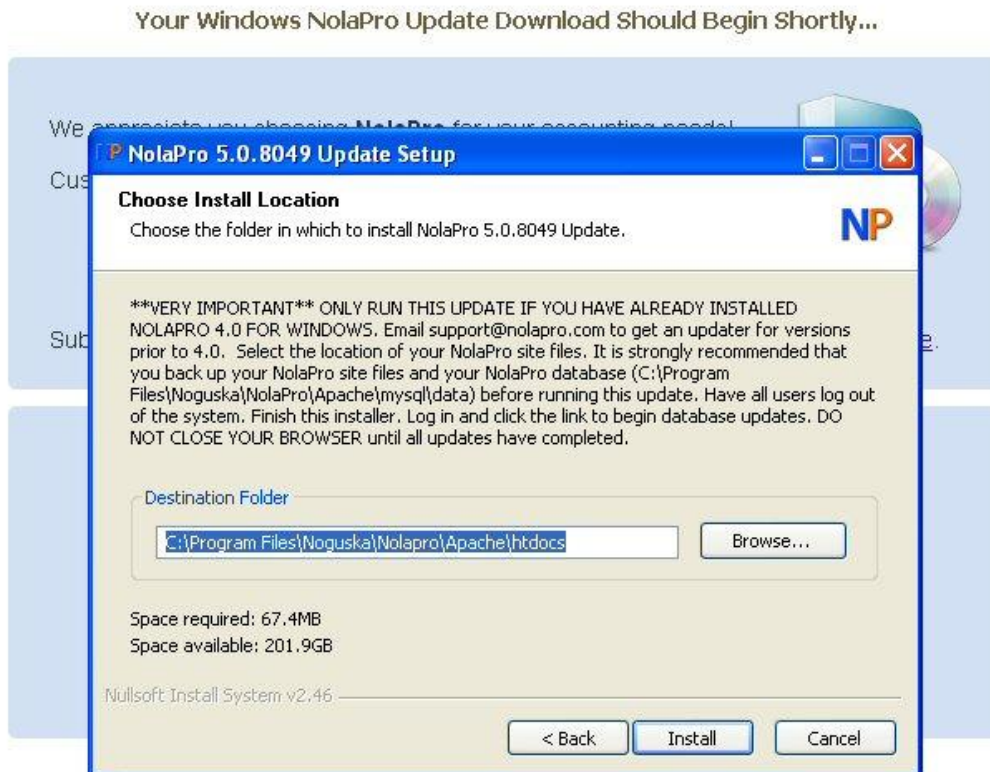 Your Windows NolaPro Update Download Should Begin Shortly...
We
NolaPro 5.0.8049 Update Setup
Cus
Choose Install Location
Choose the folder in which to install NolaPro 5.0.8049 Update.
NP
**VERY IMPORTANT** ONLY RUN THIS UPDATE IF YOU HAVE ALREADY INSTALLED
NOLAPRO 4.0 FOR WINDOWS. Email support@nolapro.com to get an updater for versions
Sub
prior to 4.0. Select the location of your NolaPro site files. It is strongly recommended that
you back up your NolaPro site files and your NolaPro database (C:\Program
Files\Noguska\NolaPro\Apache\mysql\data) before running this update. Have all users log out
of the system. Finish this installer. Log in and click the link to begin database updates. DO
NOT CLOSE YOUR BROWSER until all updates have completed.
Destination Folder
C:\Program Files\Noguska\Nolapro\Apache\htdocs
Browse...
Space required: 67.4MB
Space available: 201.9GB
Nullsoft Install System v2.46
< Back
Install
Cancel